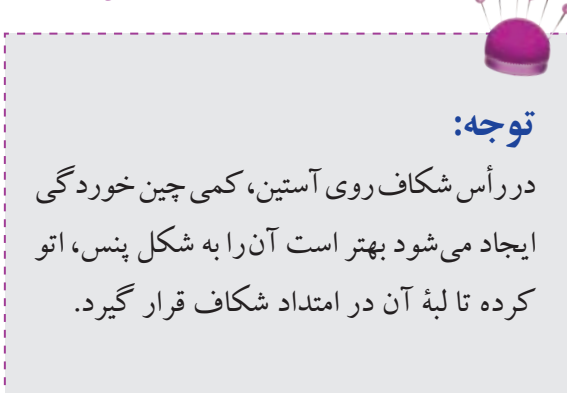 توجه:
در رأس شکاف روی آستین، کمی چین خوردگی
ایجاد می‌شود بهتر است آن را به شکل پنس، اتو
کرده تا لبهٔ آن در امتداد شکاف قرار گیرد.